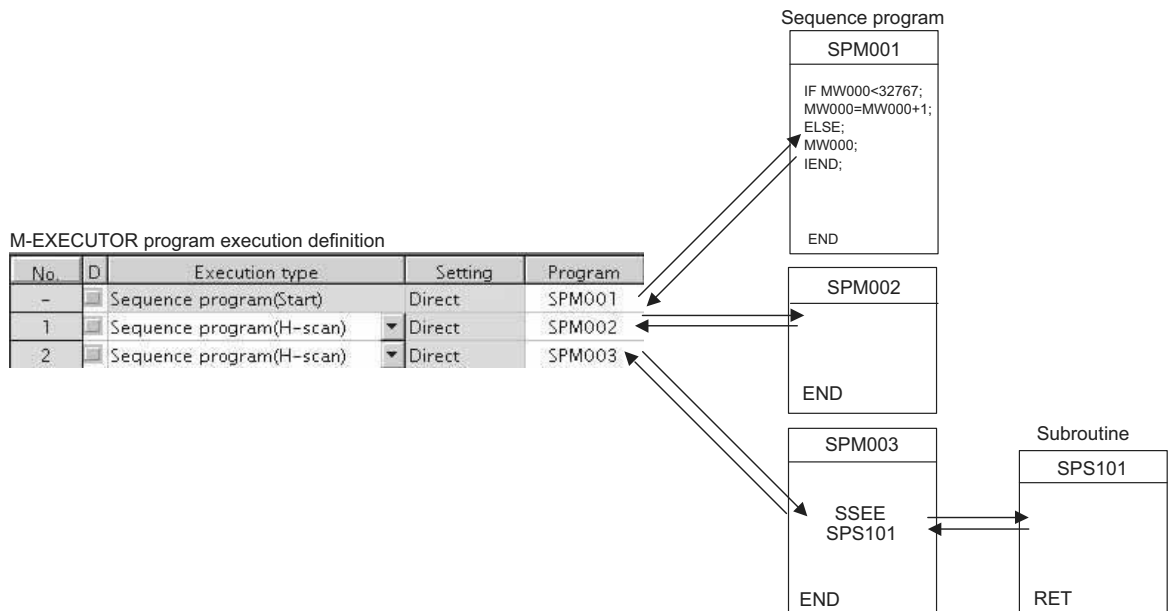 Sequence program
SPM001
IF MW000<32767;
MW000=MW000+1;
ELSE;
MW000;
IEND;
END
M-EXECUTOR program execution definition
No. D Execution type Setting Program
- Sequence program(Start) Direct SPM001
1 Sequence program(H-scan) Direct SPM002
2 Sequence program(H-scan) Direct SPM003
SPM002
END
SPM003
SSEE
SPS101
END
Subroutine
SPS101
RET